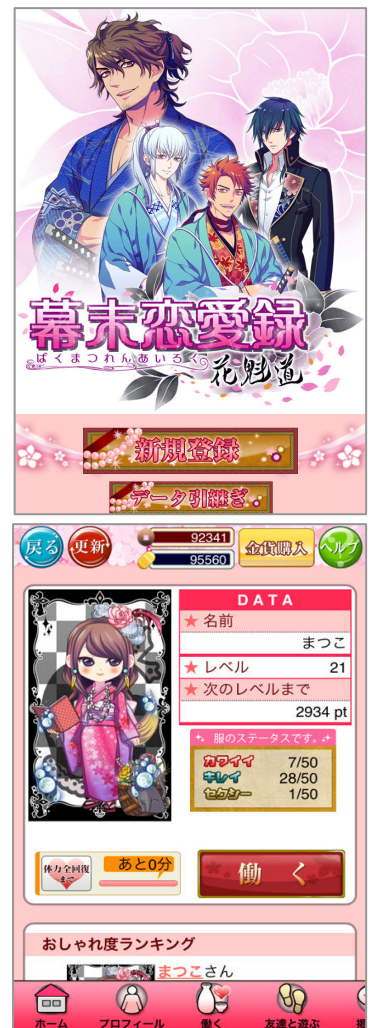 幕末恋愛録
ばくまつれんあいろく
花魁道
新規登録
データ引継ぎ
戻る
更新
92341
95560
金貨購入
ヘルプ
DATA
★ 名前
まつこ
★ レベル 21
★ 次のレベルまで
2934 pt
服のステータスです。
カワイイ 7/50
キレイ 28/50
セクシー 1/50
体力全回復
まで
あと0分
働く
おしゃれ度ランキング
まつこさん
ホーム
プロフィール
働く
友達と遊ぶ